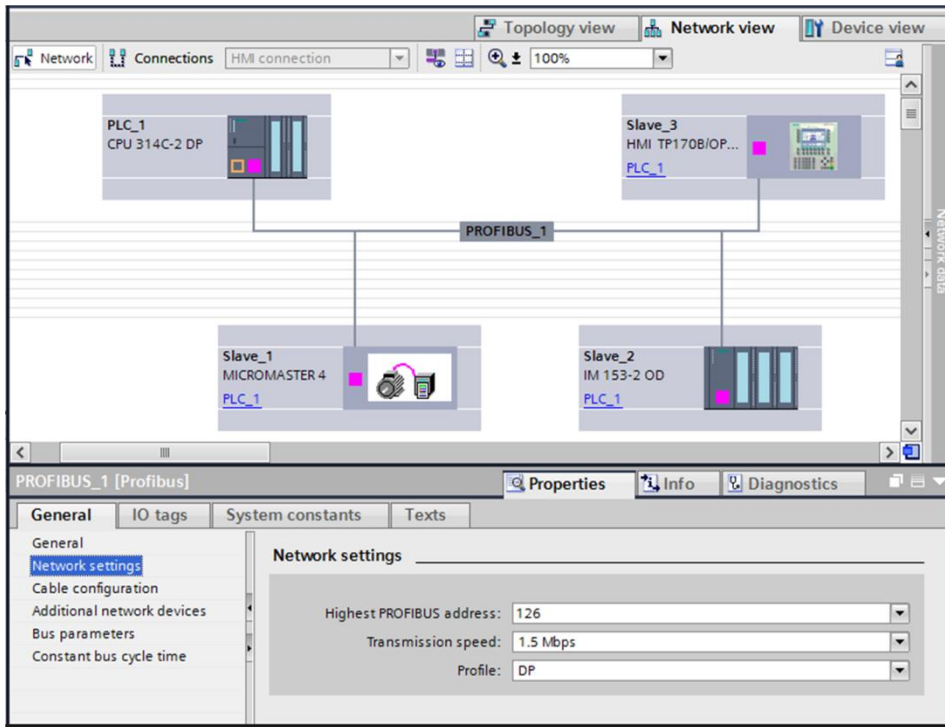 Topology view
Network view
Device view
Network
Connections
HMI connection
100%
PLC_1
CPU 314C-2 DP
Slave_3
HMI TP170B/OP...
PLC_1
PROFIBUS_1
Slave_1
MICROMASTER 4
PLC_1
Slave_2
IM 153-2 OD
PLC_1
Network data
PROFIBUS_1 [Profibus]
Properties
Info
Diagnostics
General
IO tags
System constants
Texts
General
Network settings
Cable configuration
Additional network devices
Bus parameters
Constant bus cycle time
Network settings
Highest PROFIBUS address: 126
Transmission speed: 1.5 Mbps
Profile: DP